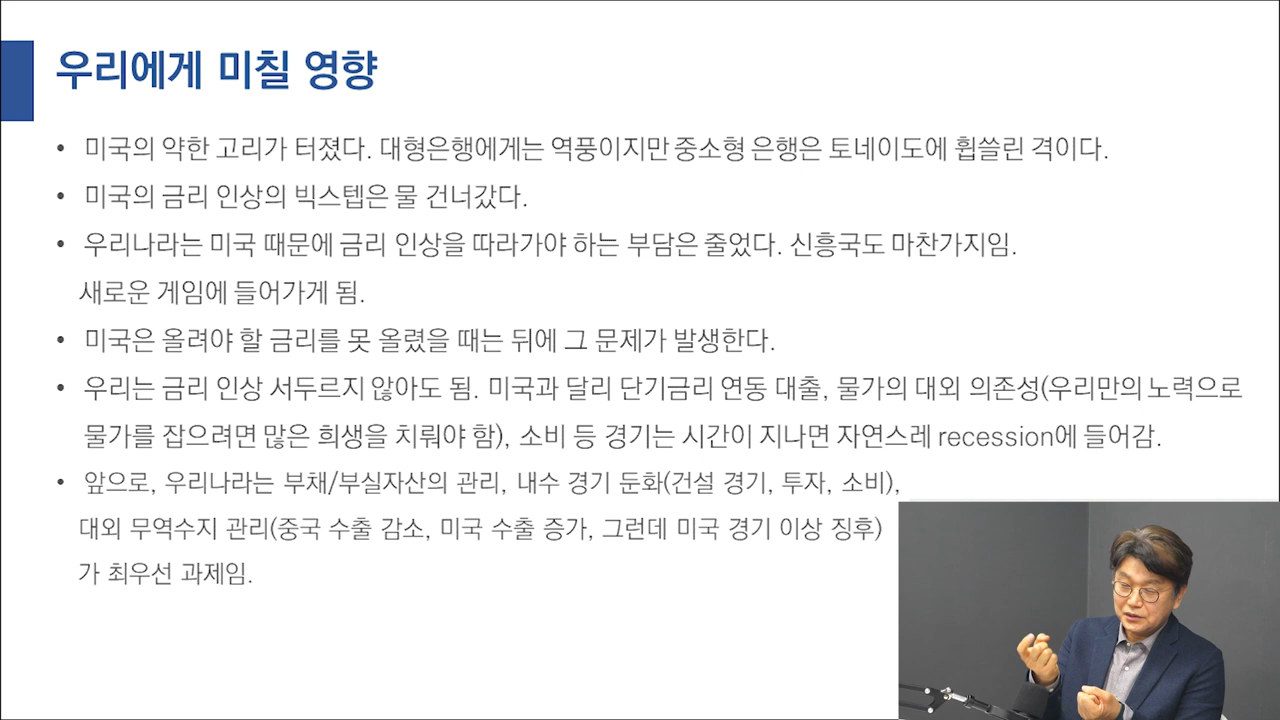 우리에게 미칠 영향
• 미국의 약한 고리가 터졌다. 대형은행에게는 역풍이지만 중소형 은행은 토네이도에 휩쓸린 격이다.
• 미국의 금리 인상의 빅스텝은 물 건너갔다.
• 우리나라는 미국 때문에 금리 인상을 따라가야 하는 부담은 줄었다. 신흥국도 마찬가지임.
새로운 게임에 들어가게 됨.
• 미국은 올려야 할 금리를 못 올렸을 때는 뒤에 그 문제가 발생한다.
• 우리는 금리 인상 서두르지 않아도 됨. 미국과 달리 단기금리 연동 대출, 물가의 대외 의존성(우리만의 노력으로
물가를 잡으려면 많은 희생을 치뤄야 함), 소비 등 경기는 시간이 지나면 자연스레 recession에 들어감.
• 앞으로, 우리나라는 부채/부실자산의 관리, 내수 경기 둔화(건설 경기, 투자, 소비),
대외 무역수지 관리(중국 수출 감소, 미국 수출 증가, 그런데 미국 경기 이상 징후)
가 최우선 과제임.